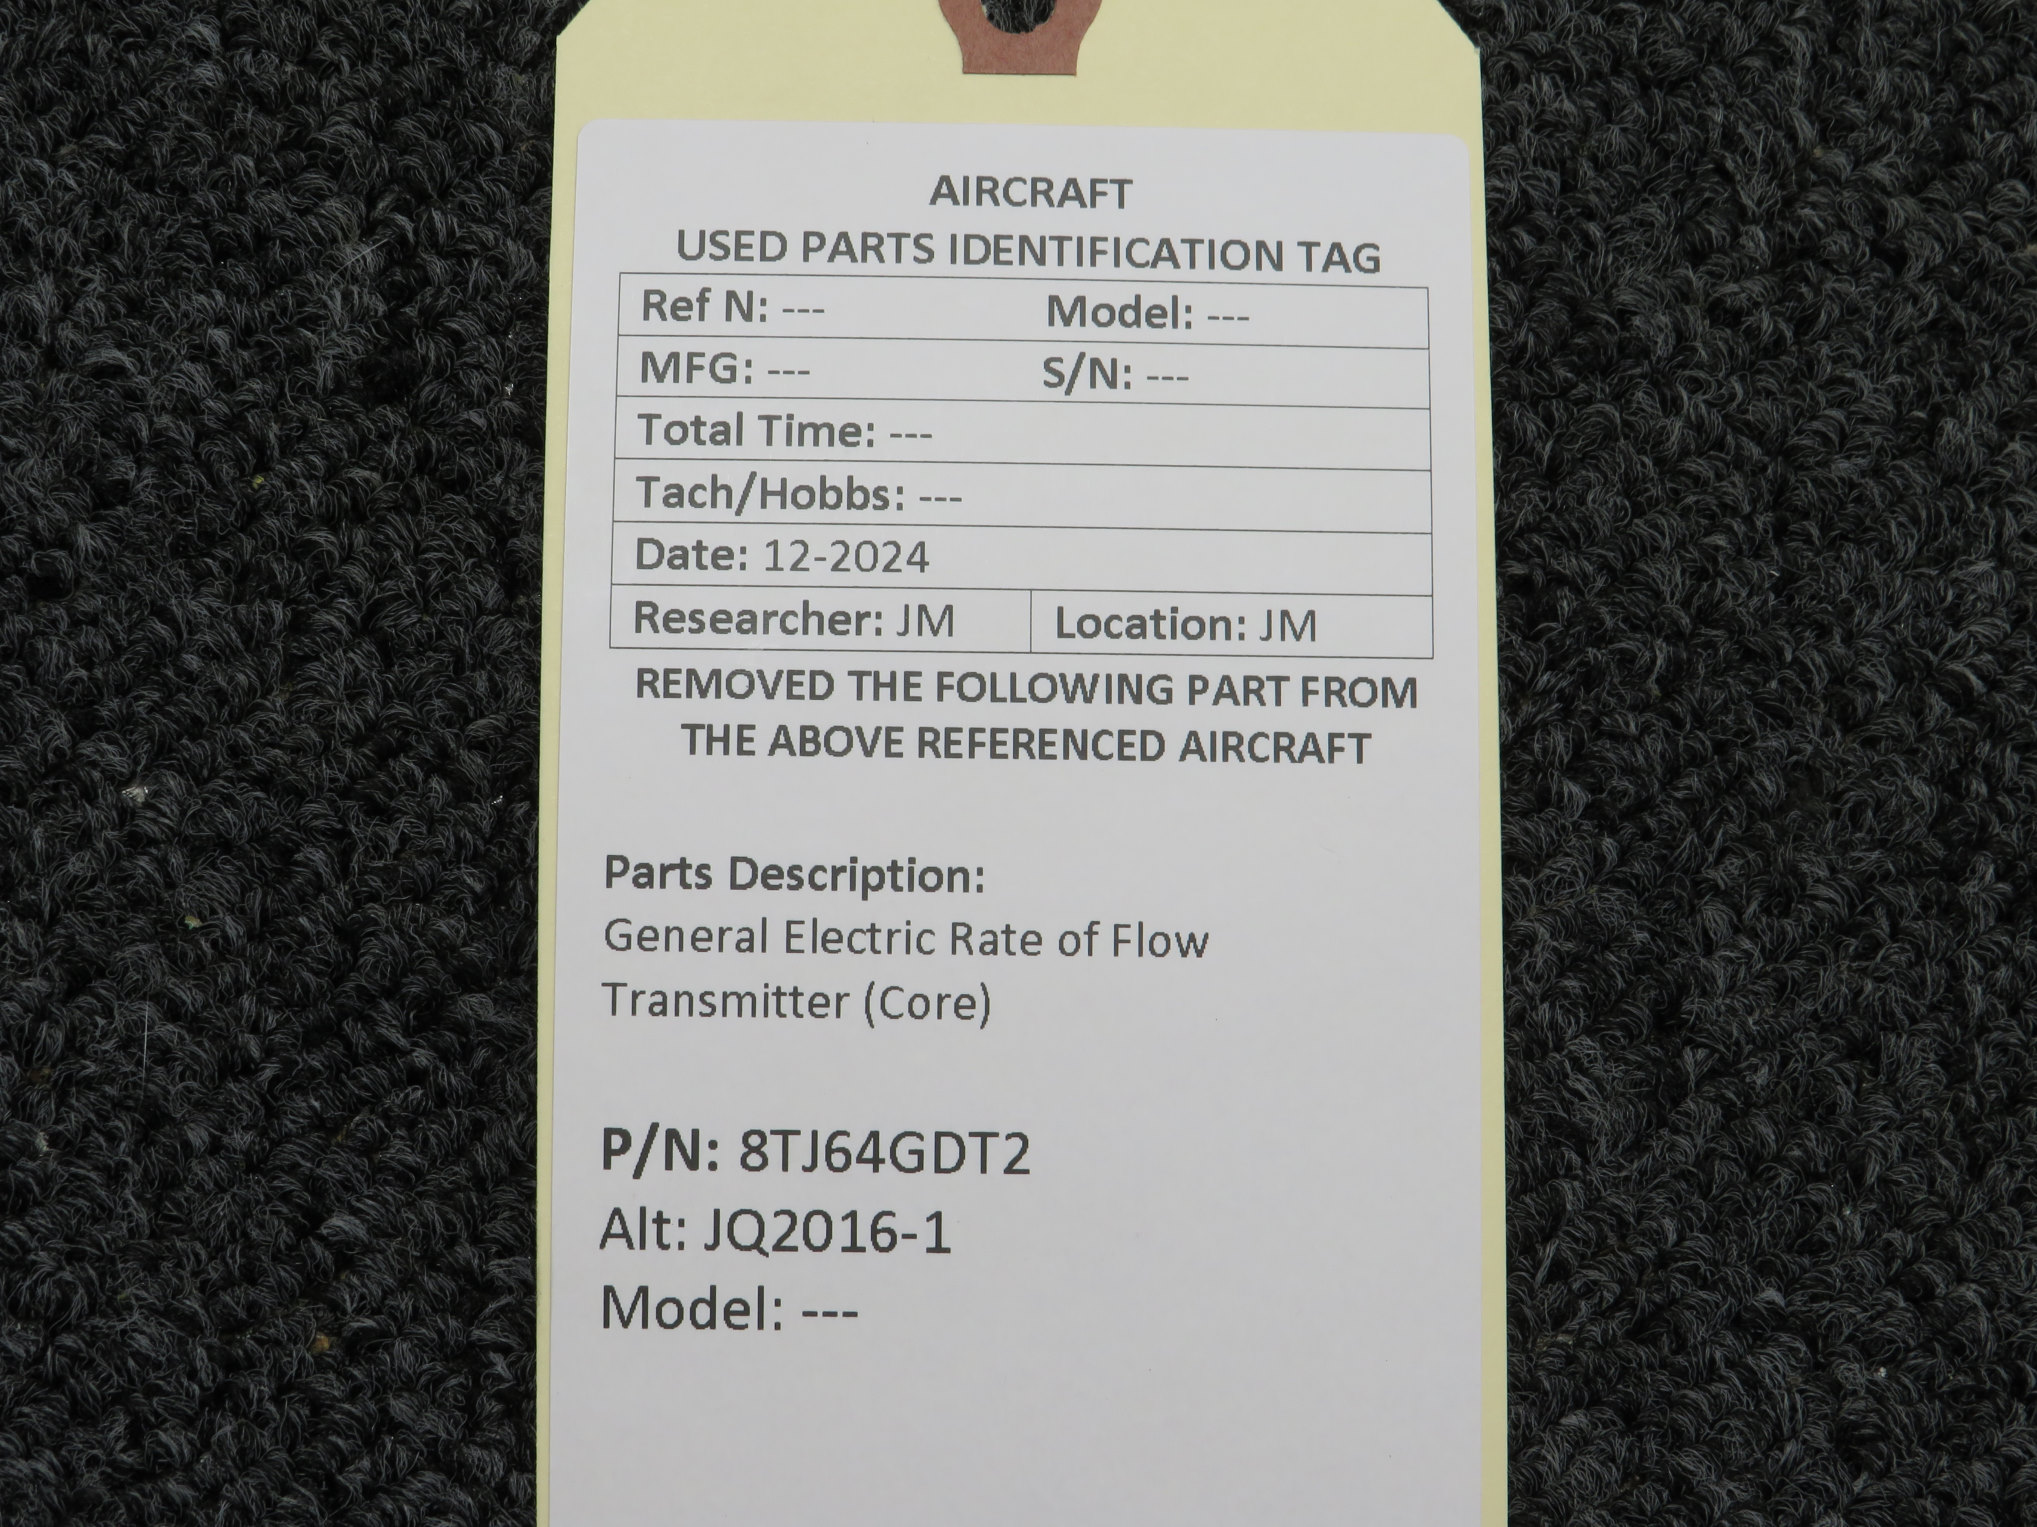 AIRCRAFT
USED PARTS IDENTIFICATION TAG
Ref N: --- Model: ---
MFG: --- S/N: ---
Total Time: ---
Tach/Hobbs: ---
Date: 12-2024
Researcher: JM Location: JM
REMOVED THE FOLLOWING PART FROM
THE ABOVE REFERENCED AIRCRAFT
Parts Description:
General Electric Rate of Flow
Transmitter (Core)
P/N: 8TJ64GDT2
Alt: JQ2016-1
Model: ---